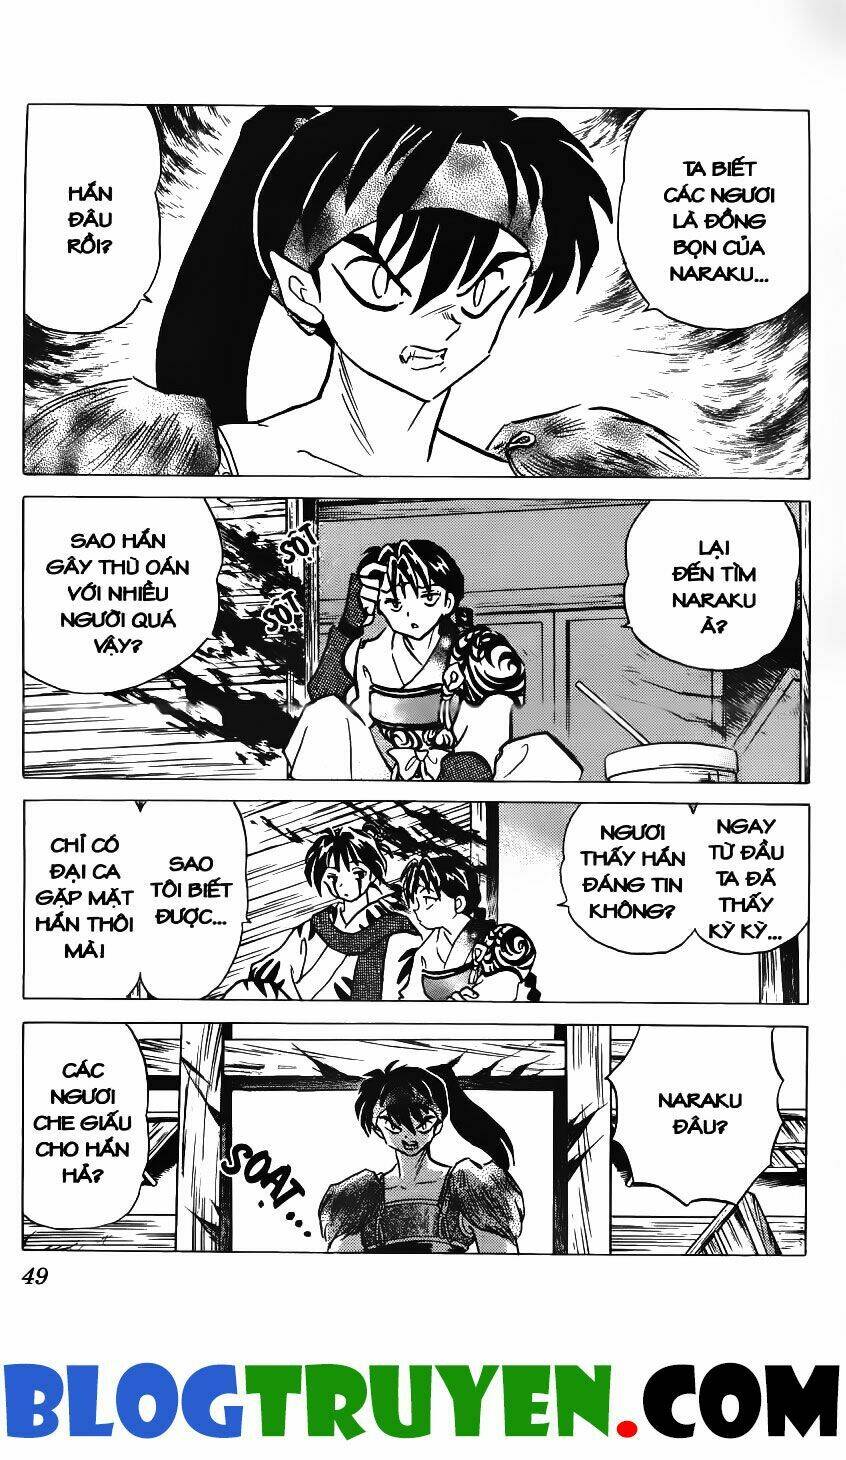 TA BIẾT
CÁC NGƯƠI
LÀ ĐỒNG
BỌN CỦA
NARAKU...
HẮN
ĐÂU
RỒI?
LẠI
ĐẾN TÌM
NARAKU
À?
SỌT
SỘT
SAO HẮN
GÂY THÙ OÁN
VỚI NHIỀU
NGƯỜI QUÁ
VẬY?
NGAY
TỪ ĐẦU
TA ĐÃ
THẤY
KỲ KỲ...
NGƯƠI
THẤY HẮN
ĐÁNG TIN
KHÔNG?
SAO
TÔI BIẾT
ĐƯỢC...
CHỈ CÓ
ĐẠI CA
GẶP MẶT
HẮN THÔI
MÀ!
NARAKU
ĐÂU?
SOẠT...
CÁC
NGƯƠI
CHE GIẤU
CHO HẮN
HẢ?
49
BLOGTRUYEN.COM